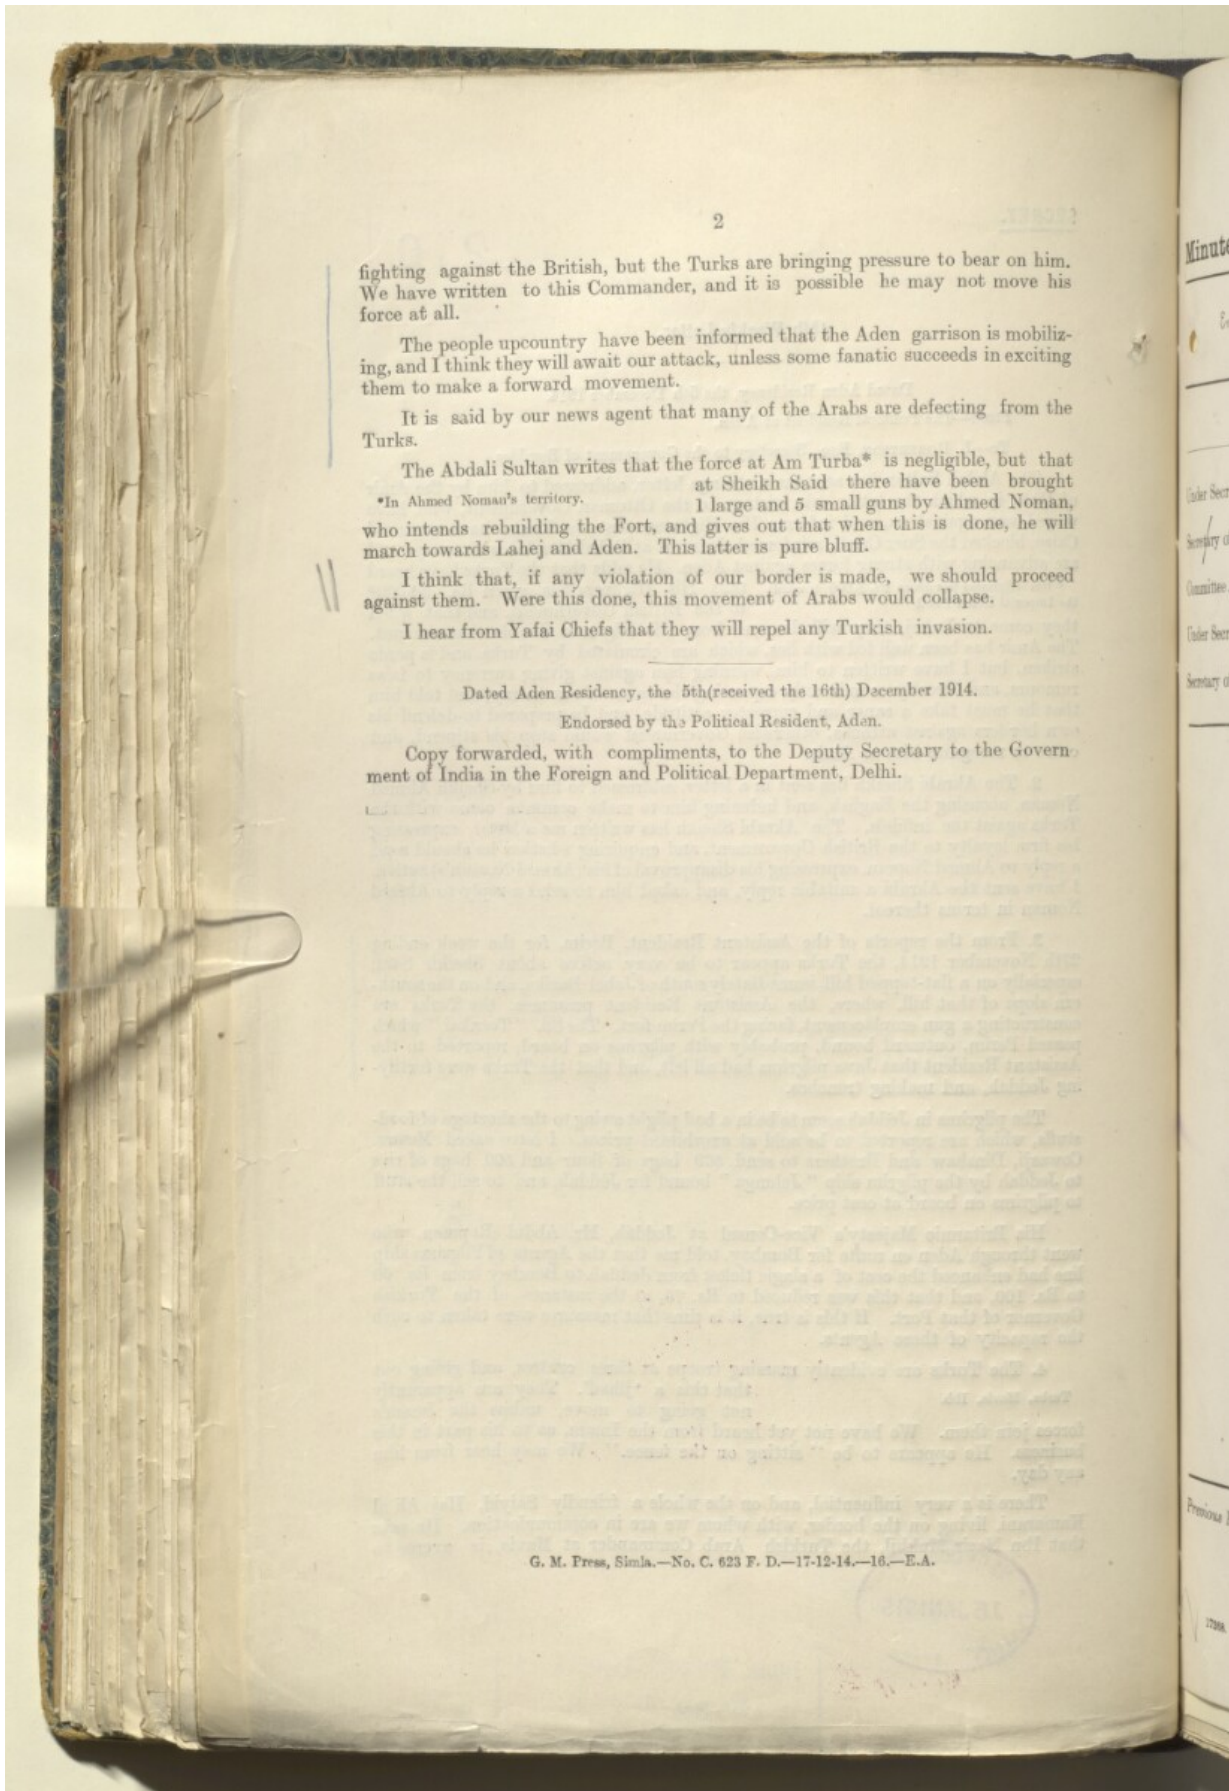 2
fighting against the British, but the Turks are bringing pressure to bear on him.
We have written to this Commander, and it is possible he may not move his
force at all.
The people upcountry have been informed that the Aden garrison is mobiliz-
ing, and I think they will await our attack, unless some fanatic succeeds in exciting
them to make a forward movement.
It is said by our news agent that many of the Arabs are defecting from the
Turks.
The Abdali Sultan writes that the force at Am Turba* is negligible, but that
at Sheikh Said there have been brought
*In Ahmed Noman's territory.
1 large and 5 small guns by Ahmed Noman,
who intends rebuilding the Fort, and gives out that when this is done, he will
march towards Lahej and Aden. This latter is pure bluff.
I think that, if any violation of our border is made, we should proceed
against them. Were this done, this movement of Arabs would collapse.
I hear from Yafai Chiefs that they will repel any Turkish invasion.
Dated Aden Residency, the 5th(received the 16th) December 1914.
Endorsed by the Political Resident, Aden.
Copy forwarded, with compliments, to the Deputy Secretary to the Govern-
ment of India in the Foreign and Political Department, Delhi.
G. M. Press, Simla.—No. C. 623 F. D.—17-12-14.—16.—E.A.
Minute
Under Secr
Secretary o
Committee
Under Secr
Secretary o
Previous